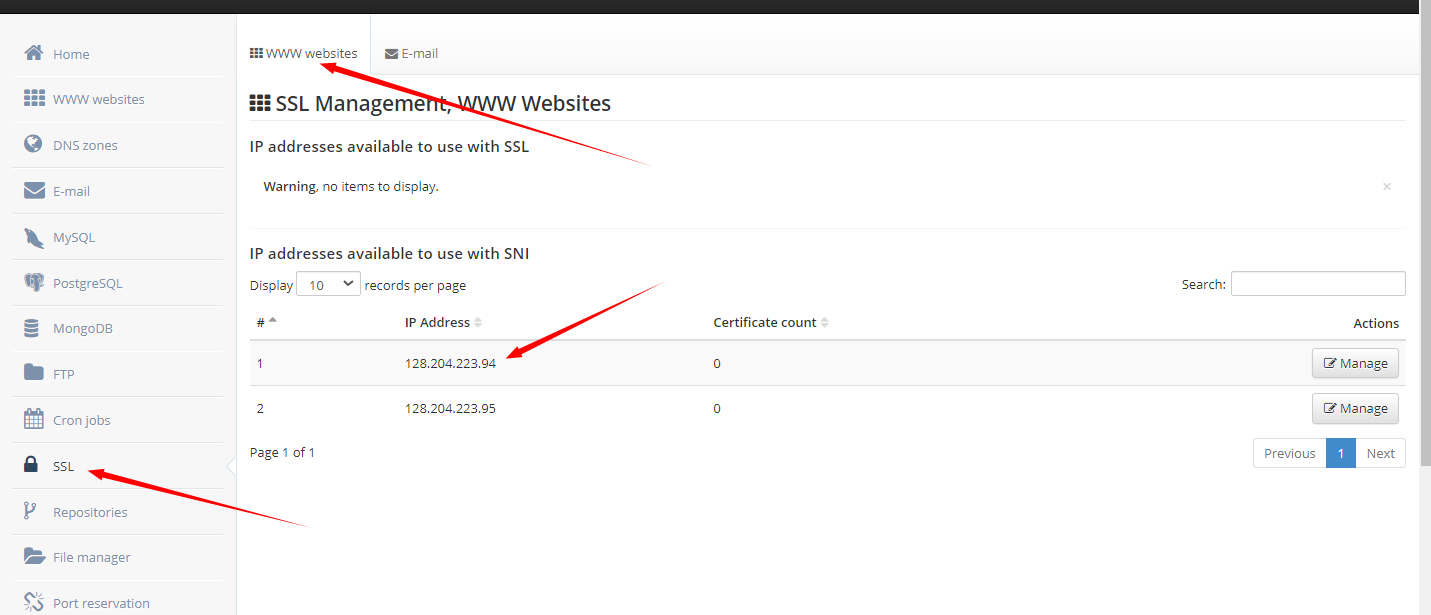 Home
WWW websites
DNS zones
E-mail
MySQL
PostgreSQL
MongoDB
FTP
Cron jobs
SSL
Repositories
File manager
Port reservation
WWW websites E-mail
SSL Management, WWW Websites
IP addresses available to use with SSL
Warning, no items to display. ×
IP addresses available to use with SNI
Display 10 records per page Search:
# IP Address Certificate count Actions
1 128.204.223.94 0 Manage
2 128.204.223.95 0 Manage
Page 1 of 1 Previous 1 Next